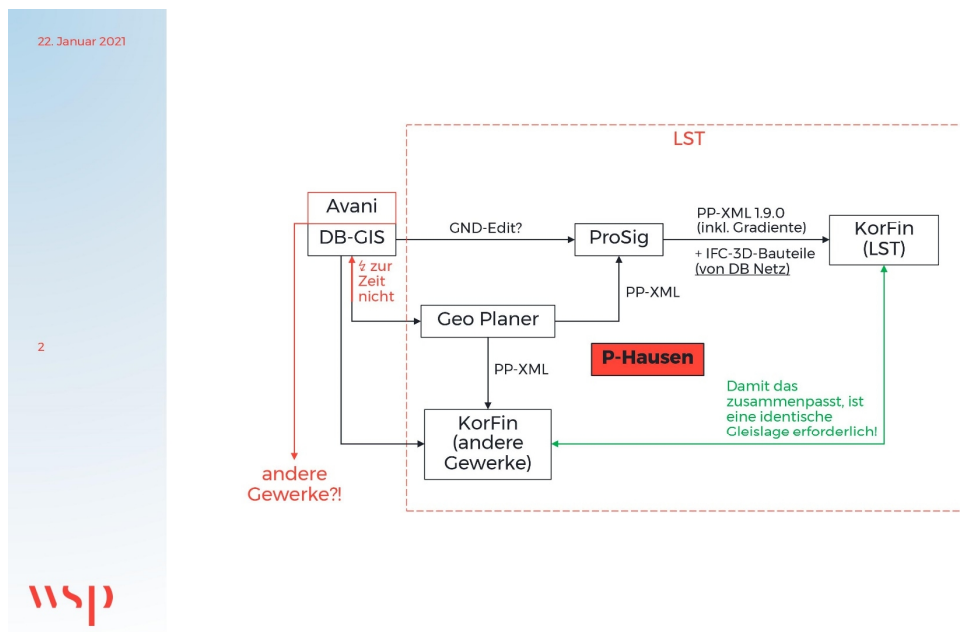 22. Januar 2021
LST
Avani
DB-GIS
GND-Edit?
ProSig
PP-XML 1.9.0
(inkl. Gradiente)
+ IFC-3D-Bauteile
(von DB Netz)
KorFin
(LST)
↯ zur
Zeit
nicht
PP-XML
Geo Planer
2
P-Hausen
PP-XML
Damit das
zusammenpasst, ist
eine identische
Gleislage erforderlich!
KorFin
(andere
Gewerke)
andere
Gewerke?!
wsp